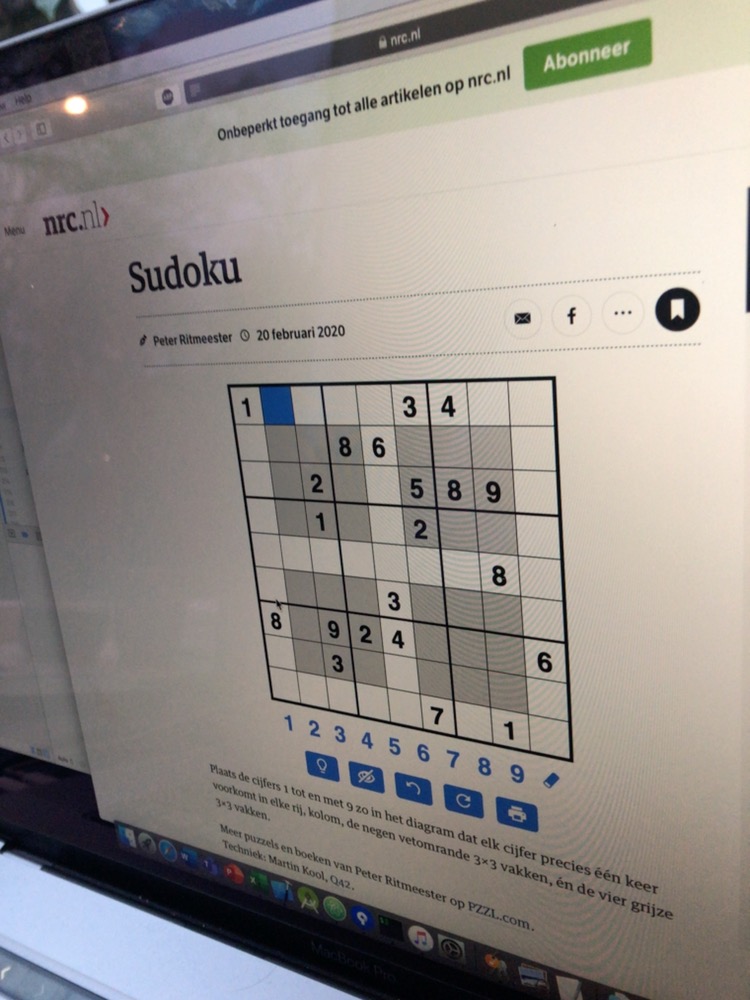 nrc.nl
Help
Onbeperkt toegang tot alle artikelen op nrc.nl Abonneer
Menu nrc.nl
Sudoku
Peter Ritmeester 20 februari 2020
1 3 4
8 6
2 5 8 9
1 2
8
3
8 9 2 4 6
3
7 1
1 2 3 4 5 6 7 8 9
Plaats de cijfers 1 tot en met 9 zo in het diagram dat elk cijfer precies één keer
voorkomt in elke rij, kolom, de negen vetomrande 3×3 vakken, én de vier grijze
3×3 vakken.
Meer puzzels en boeken van Peter Ritmeester op PZZL.com.
Techniek: Martin Kool, Q42.
MacBook Pro